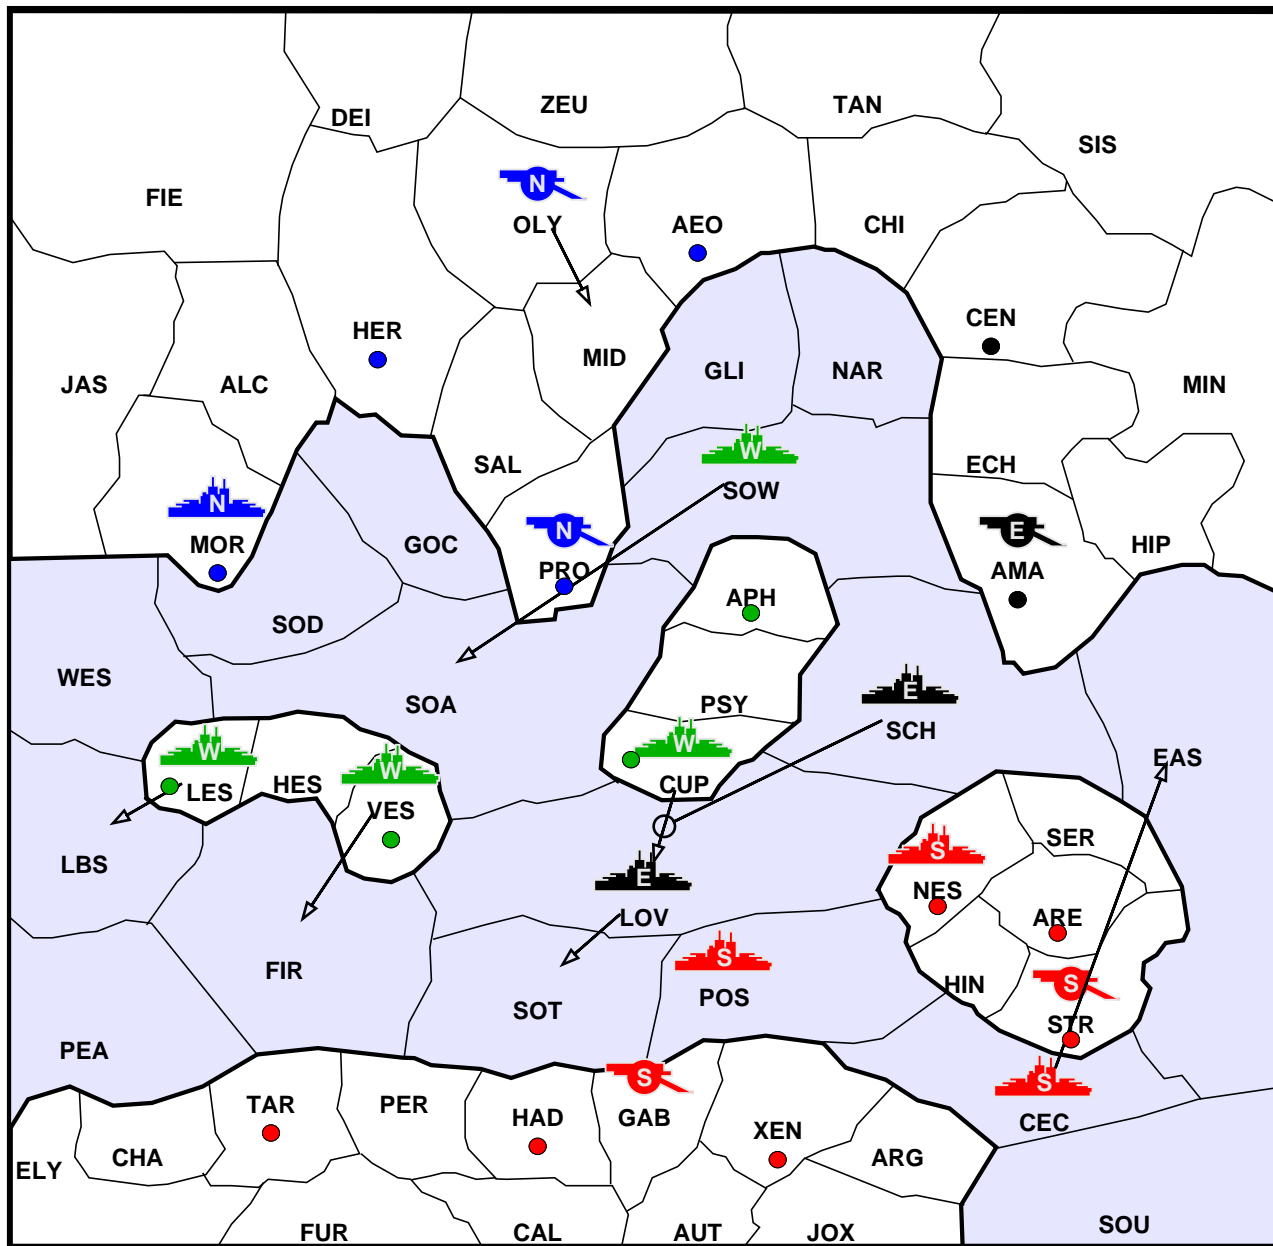 ZEU
TAN
DEI
SIS
N
FIE
OLY
AEO
CHI
CEN
HER
MID
GLI
NAR
JAS
ALC
MIN
W
SAL
ECH
SOW
N
N
E
MOR
GOC
PRO
AMA
HIP
APH
SOD
WES
E
SOA
PSY
SCH
W
W
W
EAS
LES
HES
CUP
VES
SER
S
LBS
E
NES
LOV
ARE
S
FIR
S
HIN
POS
SOT
STR
PEA
S
S
TAR
PER
HAD
GAB
CEC
XEN
CHA
ARG
ELY
FUR
CAL
AUT
JOX
SOU